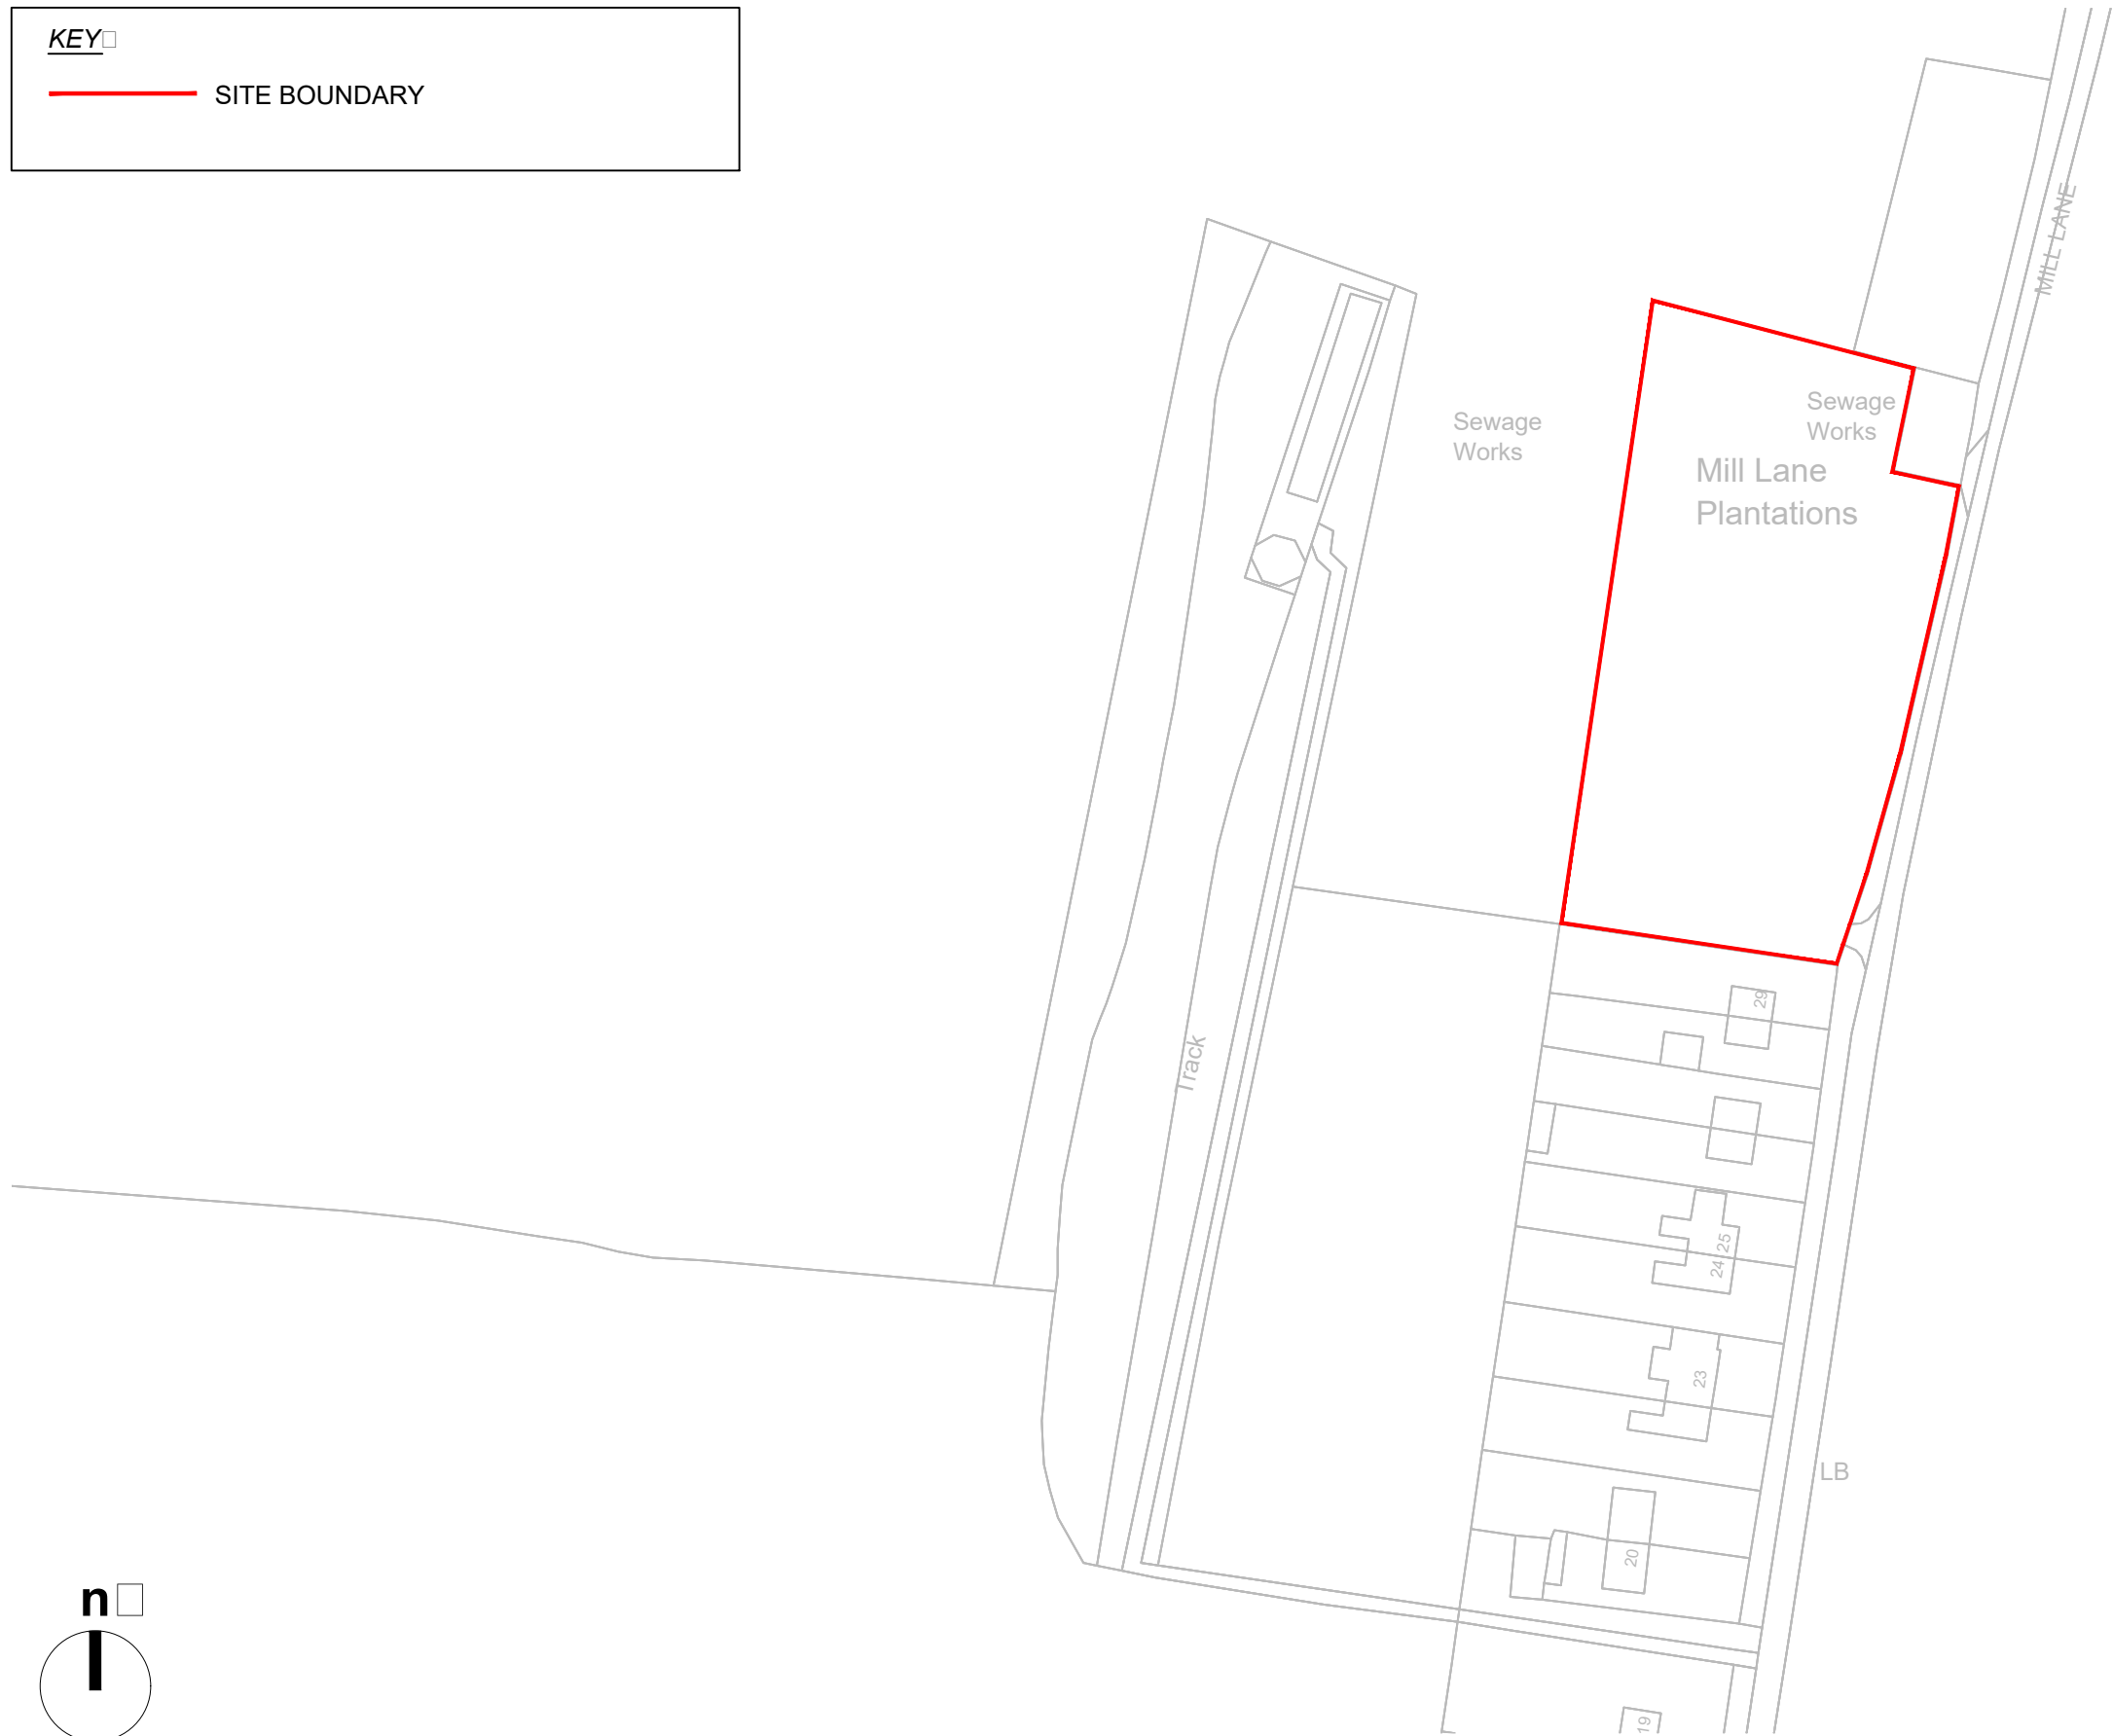 KEY
SITE BOUNDARY
MILL LANE
Sewage
Works
Sewage
Works
Mill Lane
Plantations
29
Track
25
24
23
LB
20
n
19